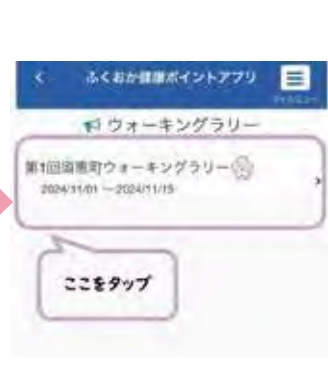 ふくおか健康ポイントアプリ
ウォーキングラリー
第1回須恵町ウォーキングラリー
2024/11/01 ～2024/11/15
ここをタップ